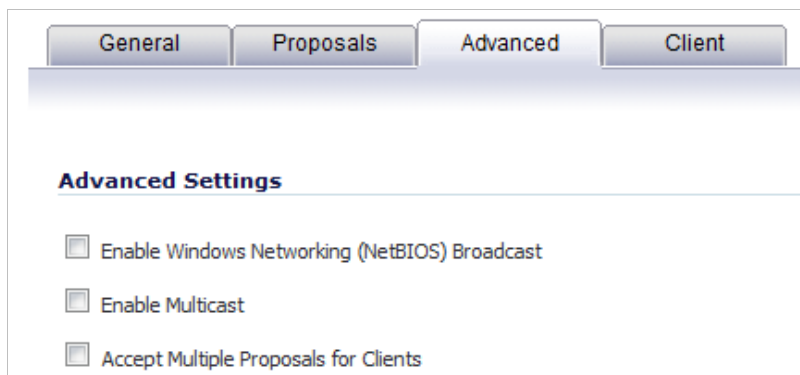 General Proposals Advanced Client
Advanced Settings
Enable Windows Networking (NetBIOS) Broadcast
Enable Multicast
Accept Multiple Proposals for Clients